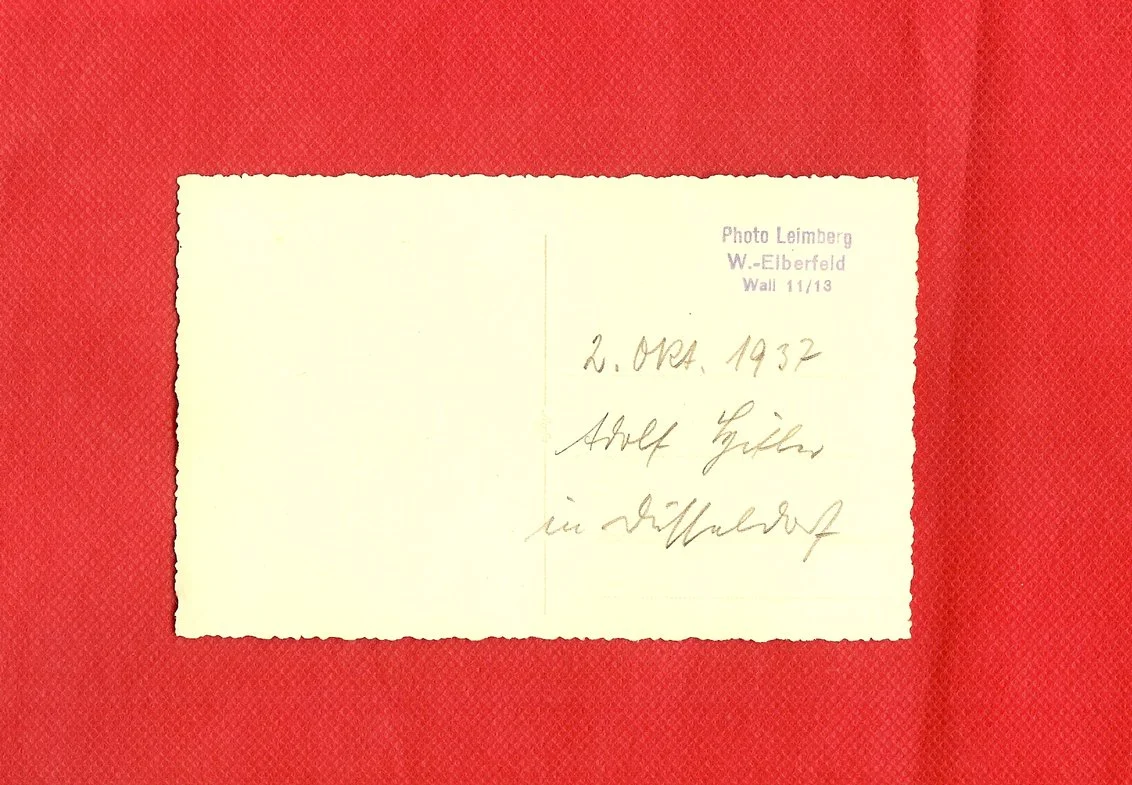 Photo Leimberg
W.-Elberfeld
Wall 11/13
2. Okt. 1937
Adolf Hitler
in Düsseldorf